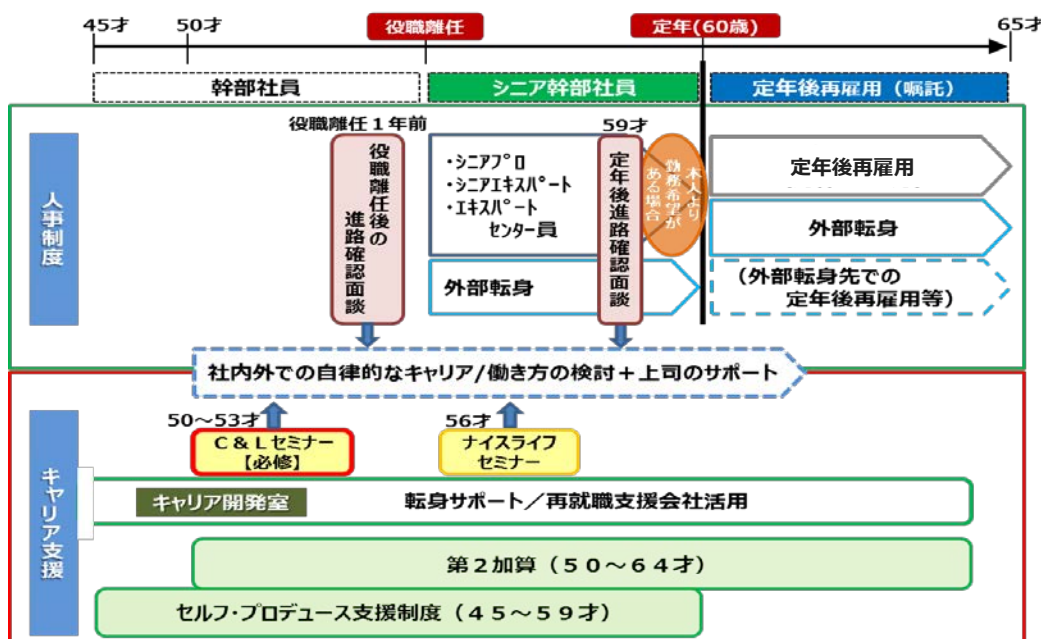 45才
50才
役職離任
定年(60歳)
65才
幹部社員
シニア幹部社員
定年後再雇用（嘱託）
人事制度
役職離任１年前
役職離任後の
進路確認面談
・シニアプロ
・シニアエキスパート
・エキスパート
センター員
外部転身
59才
定年後進路確認面談
本人より
勤務希望が
ある場合
定年後再雇用
外部転身
（外部転身先での
定年後再雇用等）
社内外での自律的なキャリア/働き方の検討＋上司のサポート
キャリア支援
50～53才
C＆Lセミナー
【必修】
56才
ナイスライフ
セミナー
キャリア開発室
転身サポート／再就職支援会社活用
第２加算（５０～６４才）
セルフ・プロデュース支援制度（４５～５９才）